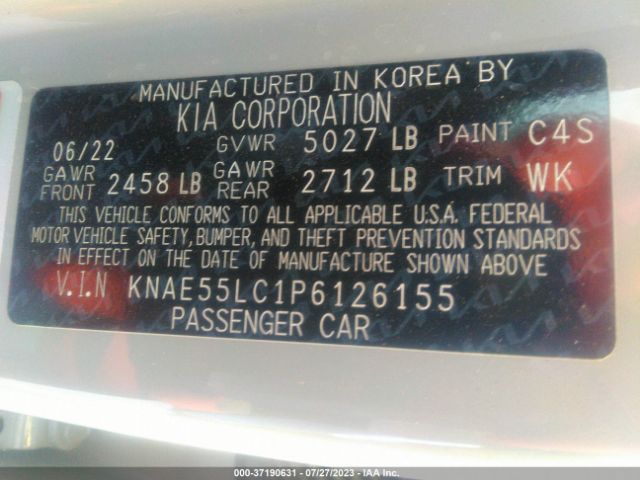 MANUFACTURED IN KOREA BY
KIA CORPORATION
06/22 GVWR 5027 LB PAINT C4S
GAWR FRONT 2458 LB GAWR REAR 2712 LB TRIM WK
THIS VEHICLE CONFORMS TO ALL APPLICABLE U.S.A. FEDERAL
MOTOR VEHICLE SAFETY, BUMPER, AND THEFT PREVENTION STANDARDS
IN EFFECT ON THE DATE OF MANUFACTURE SHOWN ABOVE
V.I.N KNAE55LC1P6126155
PASSENGER CAR
000-37190631 - 07/27/2023 - IAA Inc.